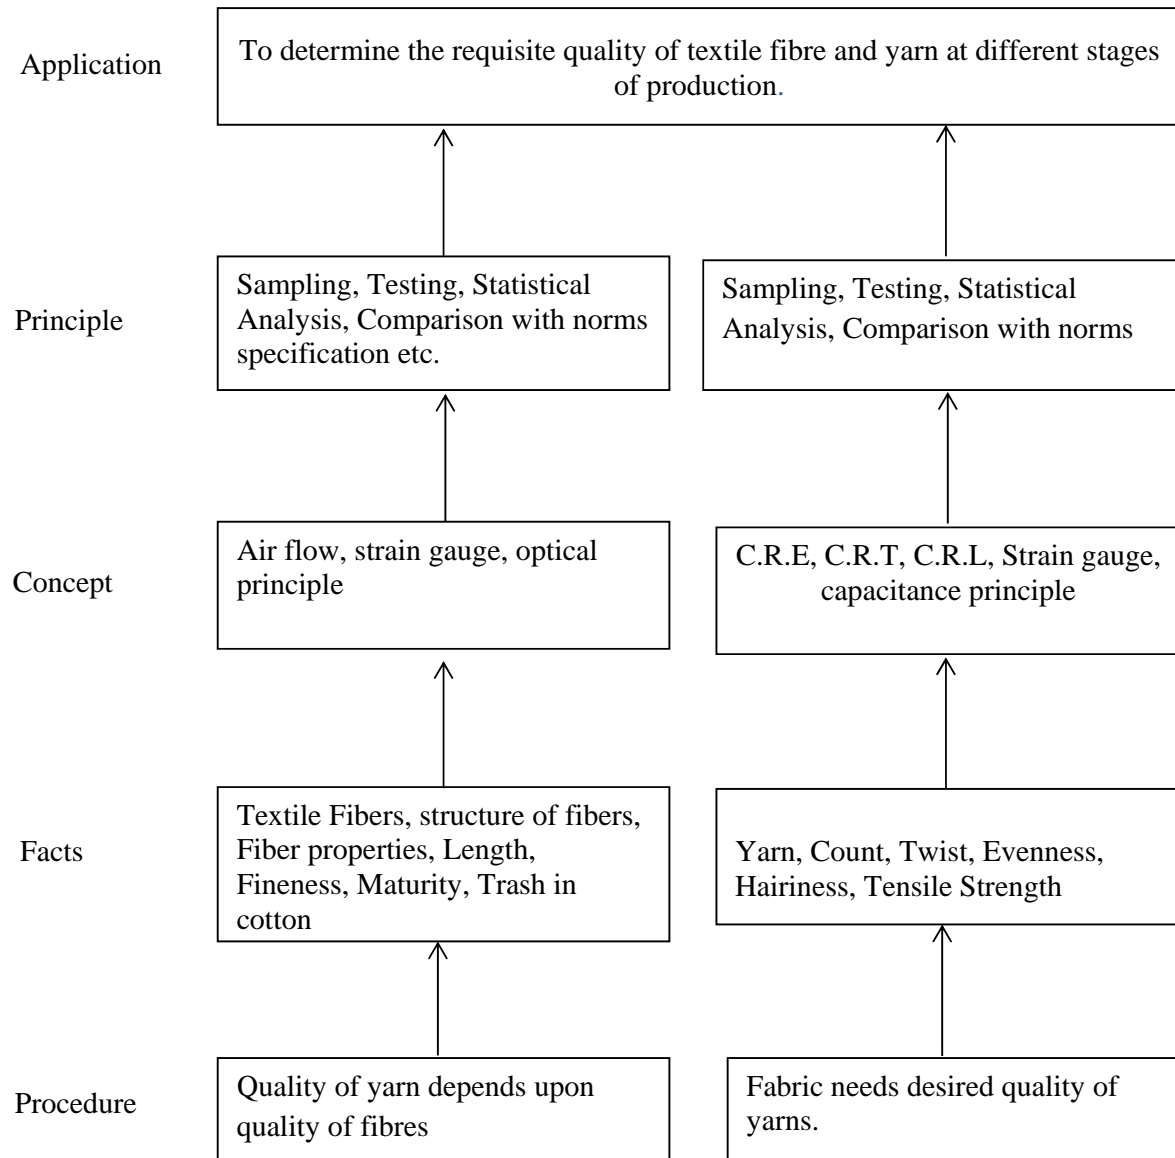 Application
To determine the requisite quality of textile fibre and yarn at different stages
of production.
Principle
Sampling, Testing, Statistical
Analysis, Comparison with norms
specification etc.
Sampling, Testing, Statistical
Analysis, Comparison with norms
Concept
Air flow, strain gauge, optical
principle
C.R.E, C.R.T, C.R.L, Strain gauge,
capacitance principle
Facts
Textile Fibers, structure of fibers,
Fiber properties, Length,
Fineness, Maturity, Trash in
cotton
Yarn, Count, Twist, Evenness,
Hairiness, Tensile Strength
Procedure
Quality of yarn depends upon
quality of fibres
Fabric needs desired quality of
yarns.